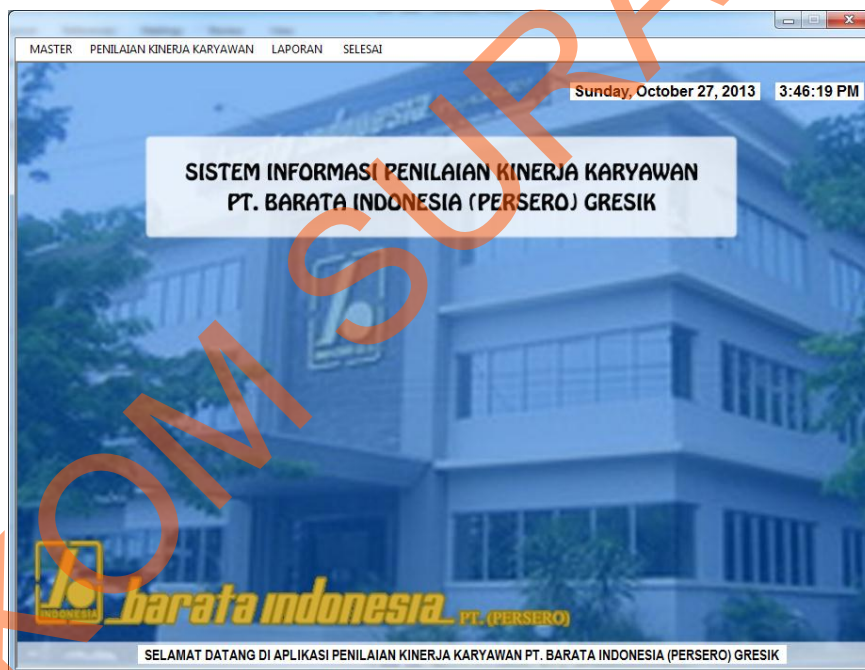 MASTER PENILAIAN KINERJA KARYAWAN LAPORAN SELESAI
Sunday, October 27, 2013 3:46:19 PM
SISTEM INFORMASI PENILAIAN KINERJA KARYAWAN
PT. BARATA INDONESIA (PERSERO) GRESIK
INDONESIA
barata indonesia PT. (PERSERO)
SELAMAT DATANG DI APLIKASI PENILAIAN KINERJA KARYAWAN PT. BARATA INDONESIA (PERSERO) GRESIK
KOM SURA